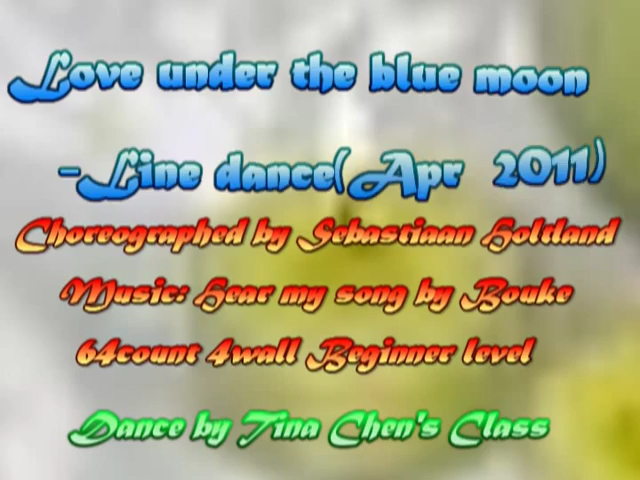 Love under the blue moon
-Line dance(Apr 2011)
Choreographed by Sebastiaan Holtland
Music: Hear my song by Bouke
64count 4wall Beginner level
Dance by Tina Chen's Class